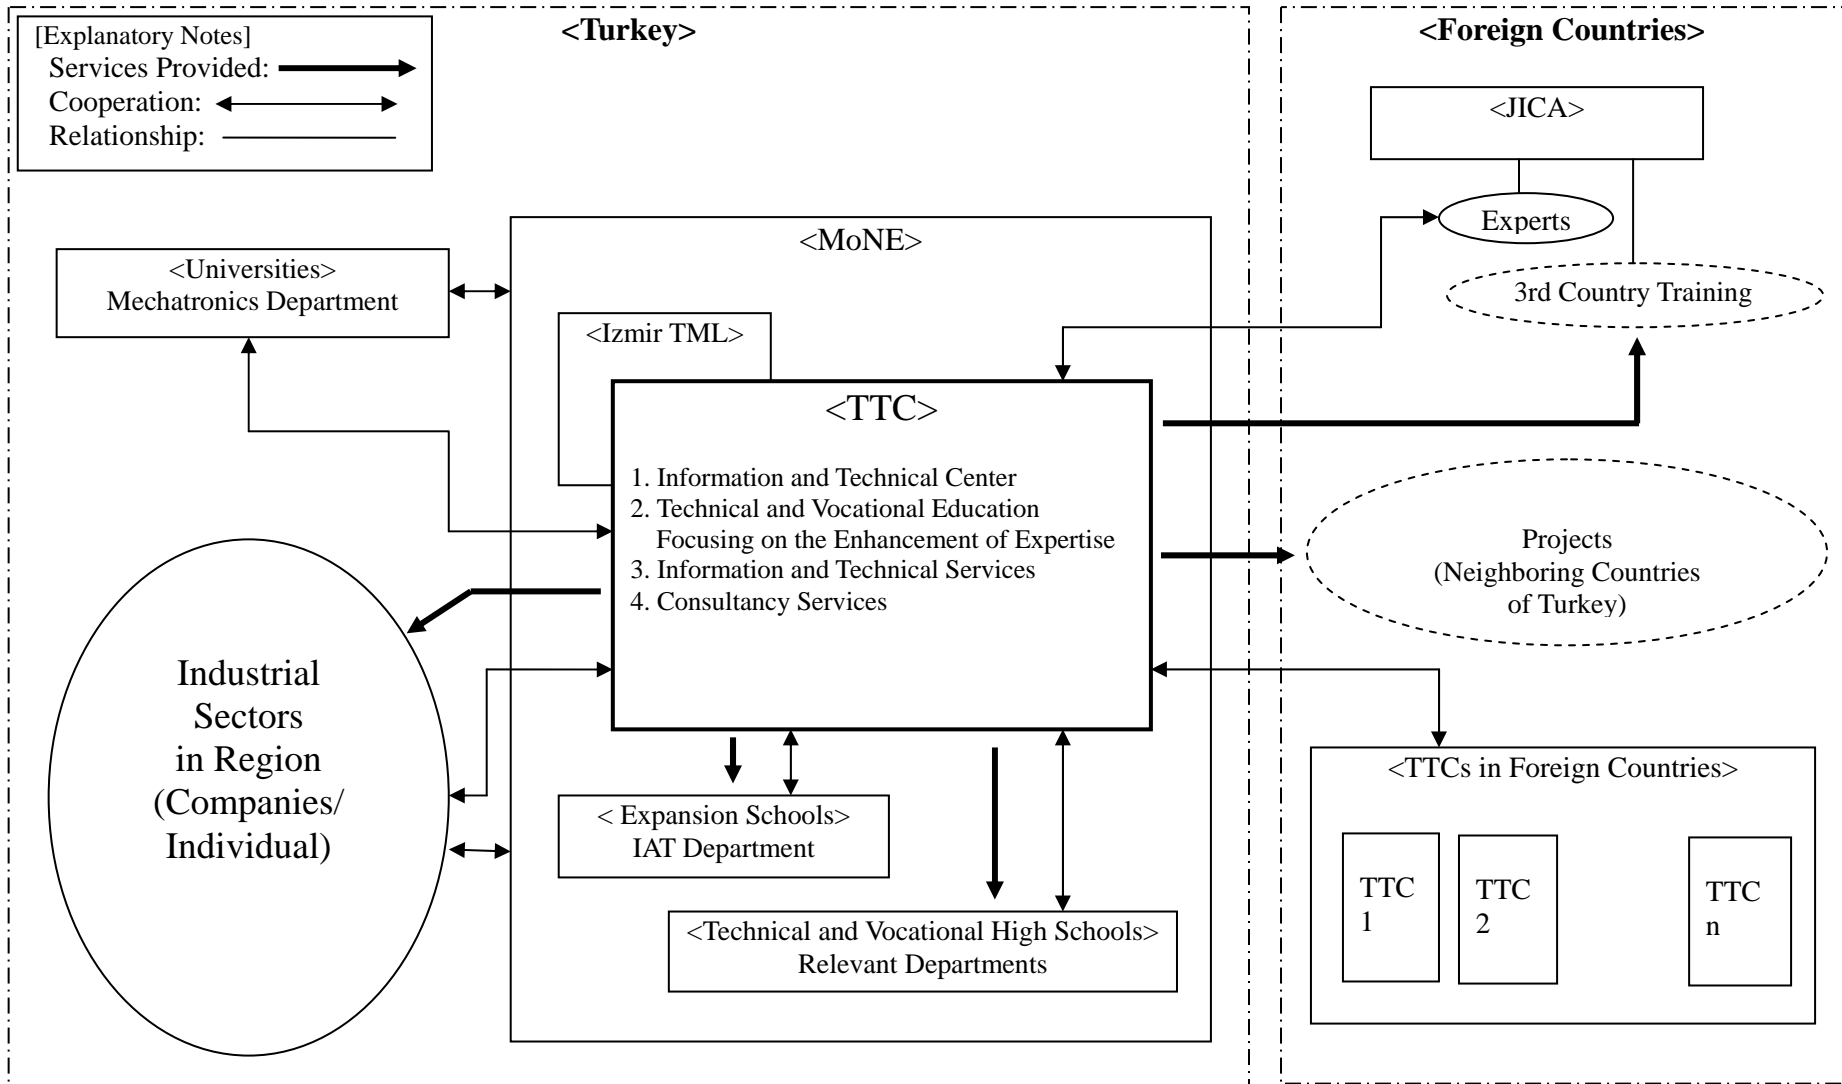 [Explanatory Notes]
Services Provided:
Cooperation:
Relationship:
<Turkey>
<Foreign Countries>
<JICA>
Experts
3rd Country Training
<MoNE>
<Universities>
Mechatronics Department
<Izmir TML>
<TTC>
1. Information and Technical Center
2. Technical and Vocational Education
Focusing on the Enhancement of Expertise
3. Information and Technical Services
4. Consultancy Services
Projects
(Neighboring Countries
of Turkey)
Industrial
Sectors
in Region
(Companies/
Individual)
< Expansion Schools>
IAT Department
<Technical and Vocational High Schools>
Relevant Departments
<TTCs in Foreign Countries>
TTC
1
TTC
2
TTC
n